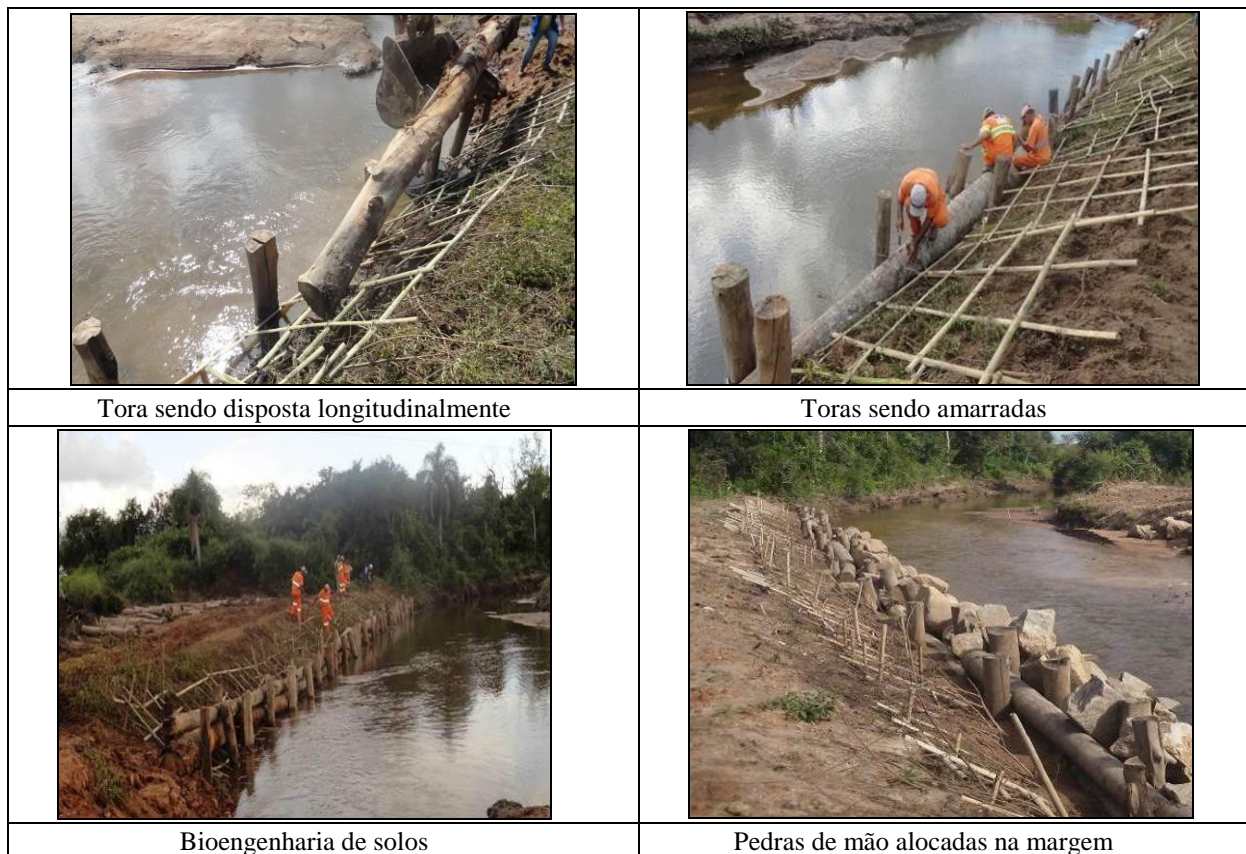 Tora sendo disposta longitudinalmente
Toras sendo amarradas
Bioengenharia de solos
Pedras de mão alocadas na margem